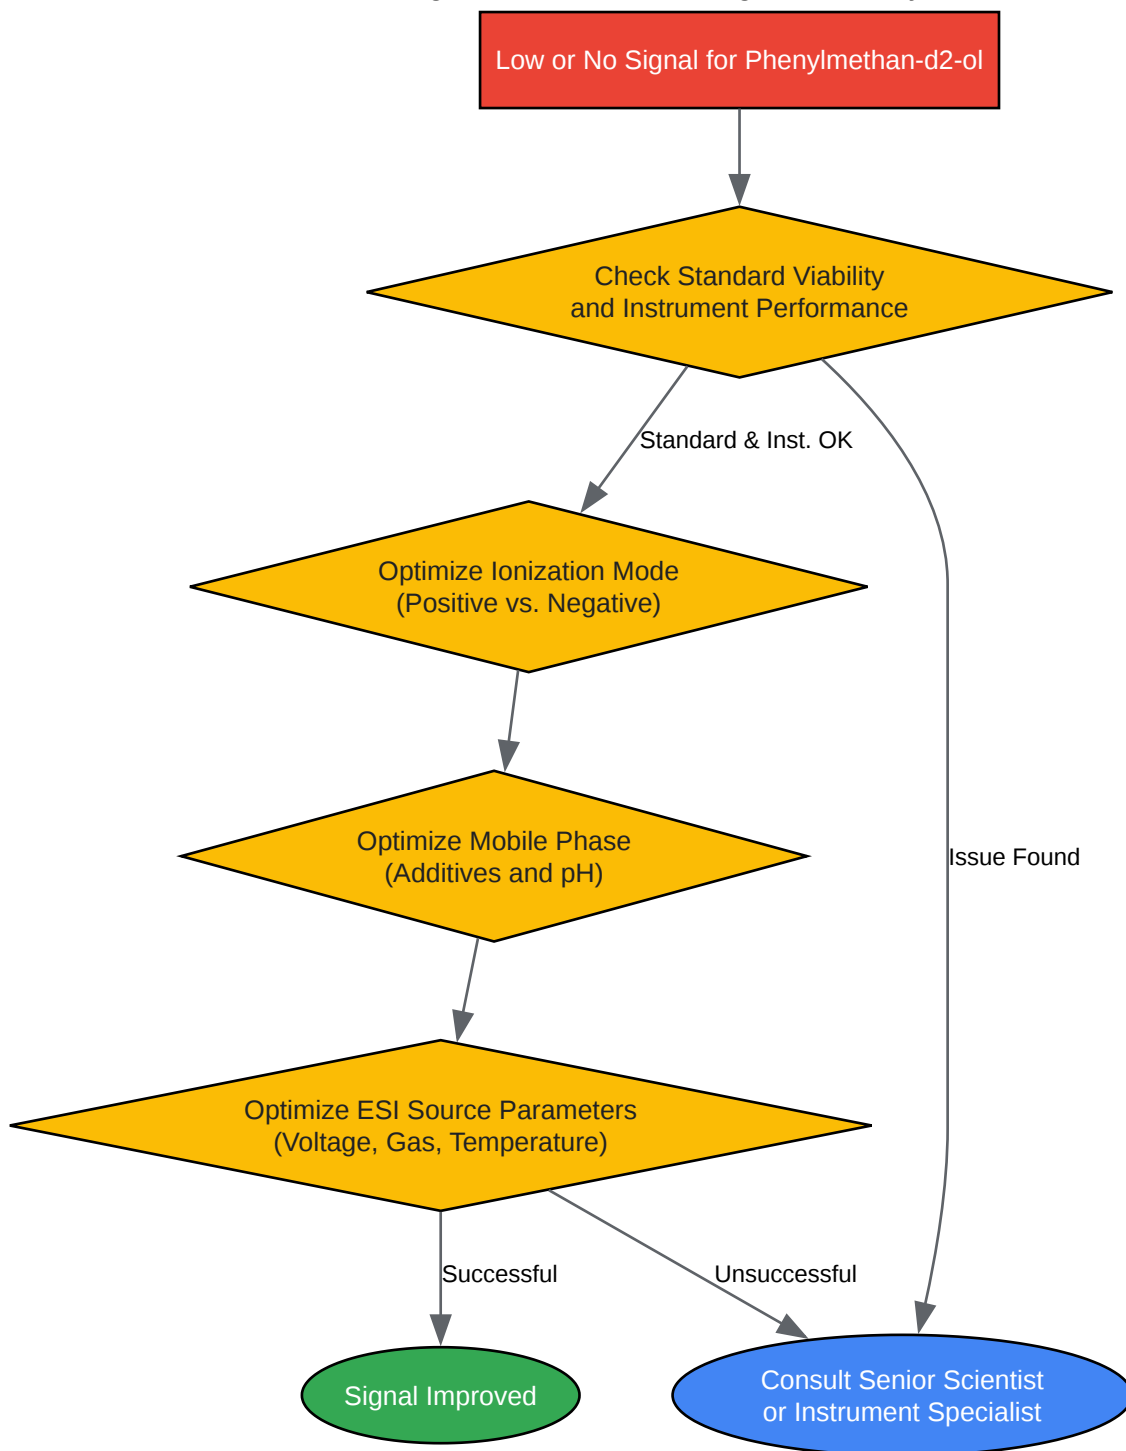 Low or No Signal for Phenylmethan-d2-ol
Check Standard Viability
and Instrument Performance
Standard & Inst. OK
Optimize Ionization Mode
(Positive vs. Negative)
Optimize Mobile Phase
(Additives and pH)
Issue Found
Optimize ESI Source Parameters
(Voltage, Gas, Temperature)
Successful
Unsuccessful
Signal Improved
Consult Senior Scientist
or Instrument Specialist